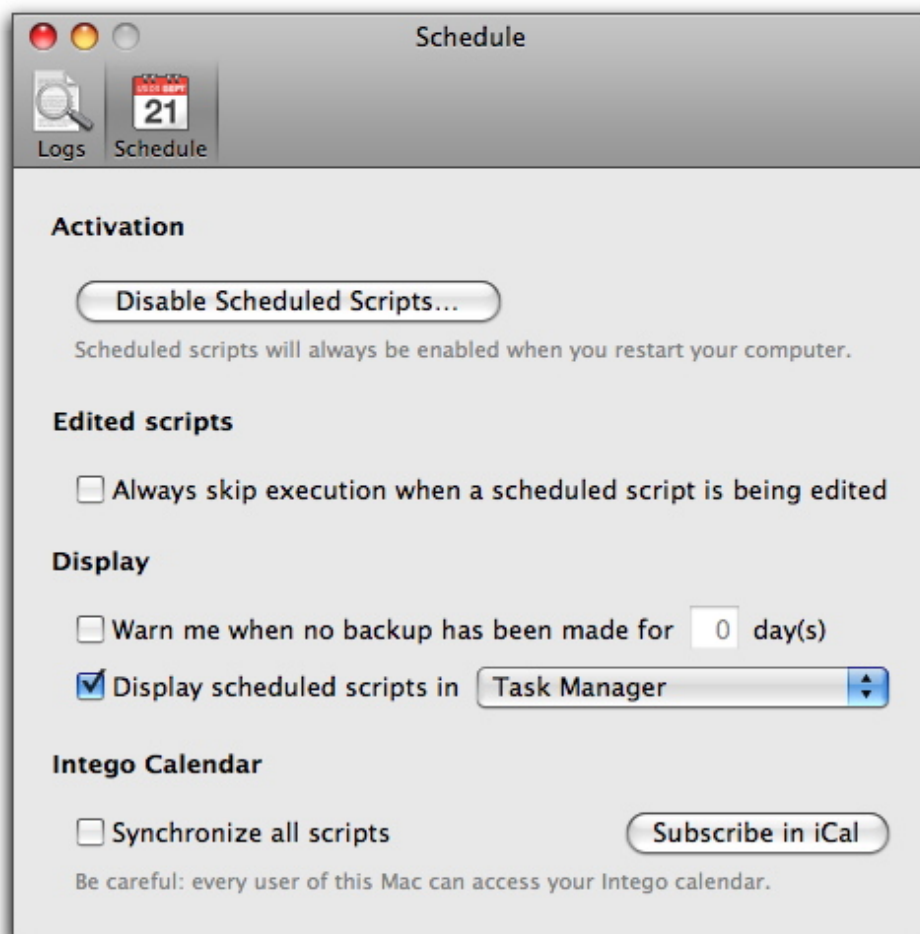 Schedule
Logs
Schedule
21
Activation
Disable Scheduled Scripts...
Scheduled scripts will always be enabled when you restart your computer.
Edited scripts
Always skip execution when a scheduled script is being edited
Display
Warn me when no backup has been made for 0 day(s)
Display scheduled scripts in Task Manager
Intego Calendar
Synchronize all scripts Subscribe in iCal
Be careful: every user of this Mac can access your Intego calendar.